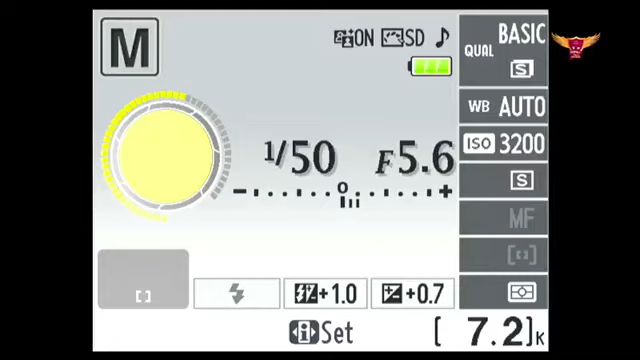 M
ON SD
QUAL BASIC
S
WB AUTO
1/50 F5.6
ISO 3200
S
MF
+1.0 +0.7
i Set
[7.2]K